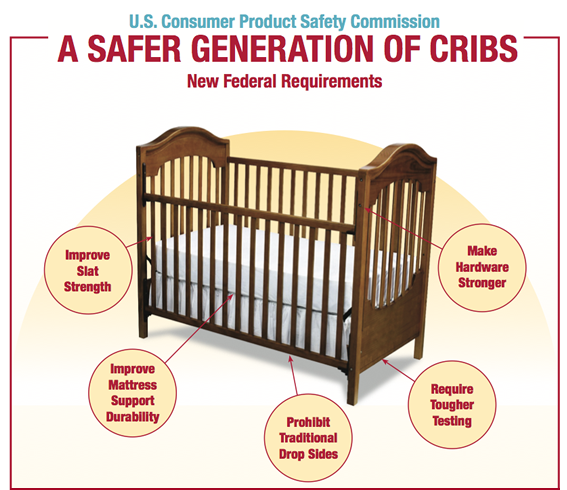 U.S. Consumer Product Safety Commission
A SAFER GENERATION OF CRIBS
New Federal Requirements
Improve
Slat
Strength
Make
Hardware
Stronger
Improve
Mattress
Support
Durability
Prohibit
Traditional
Drop Sides
Require
Tougher
Testing